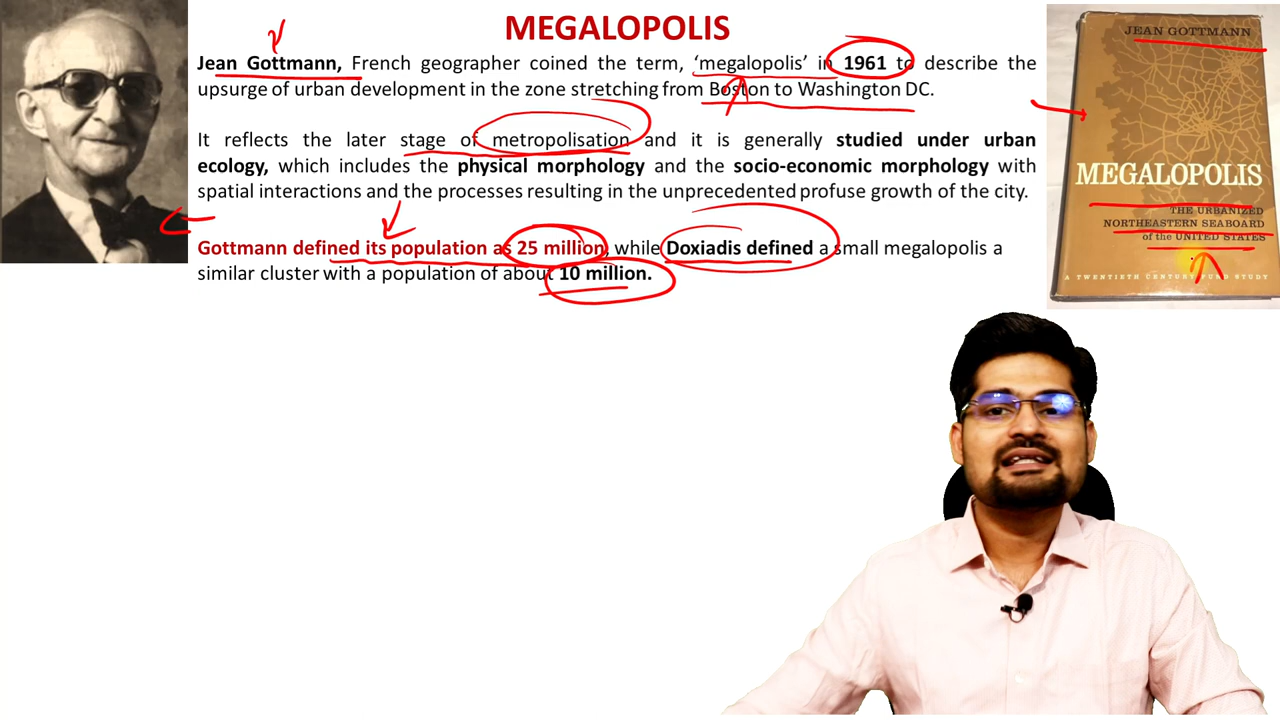 MEGALOPOLIS
Jean Gottmann, French geographer coined the term, ‘megalopolis’ in 1961 to describe the
upsurge of urban development in the zone stretching from Boston to Washington DC.
It reflects the later stage of metropolisation and it is generally studied under urban
ecology, which includes the physical morphology and the socio-economic morphology with
spatial interactions and the processes resulting in the unprecedented profuse growth of the city.
Gottmann defined its population as 25 million, while Doxiadis defined a small megalopolis a
similar cluster with a population of about 10 million.
JEAN GOTTMANN
MEGALOPOLIS
THE URBANIZED
NORTHEASTERN SEABOARD
of the UNITED STATES
A TWENTIETH CENTURY FUND STUDY